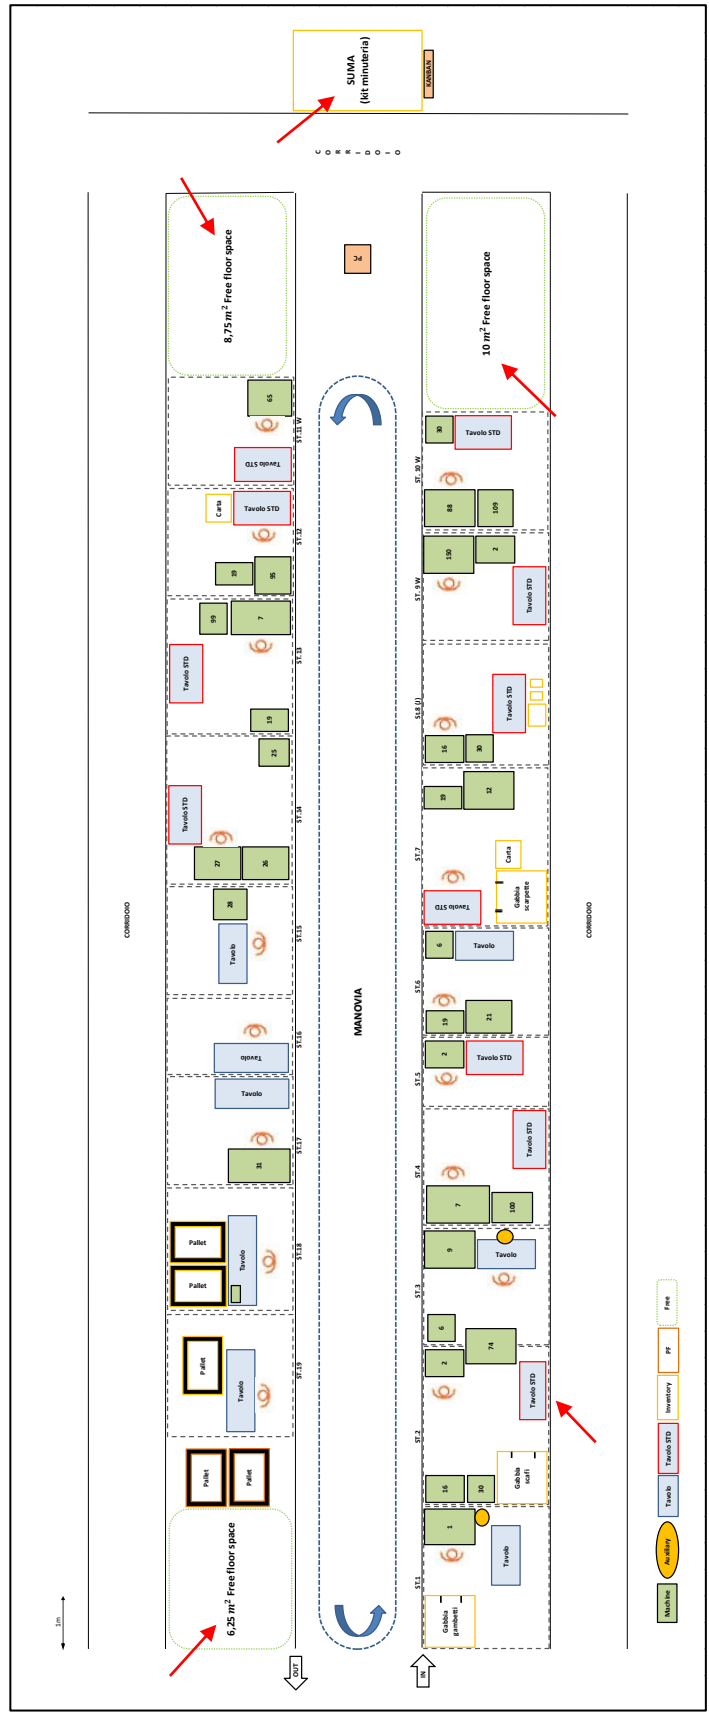 SUMA
(kit minuteria)
KANBAN
CORRIDOIO
8,75 m² Free floor space
PC
10 m² Free floor space
65
ST.11 W
Tavolo STD
Carta
Tavolo STD
ST.12
19
95
99
7
Tavolo STD
ST.13
19
25
Tavolo STD
ST.14
27
26
28
Tavolo
ST.15
ST.16
Tavolo
Tavolo
ST.17
31
Pallet
Pallet
Tavolo
ST.18
Pallet
Tavolo
ST.19
Pallet
Pallet
6,25 m² Free floor space
CORRIDOIO
MANOVIA
30
Tavolo STD
ST. 10 W
88
109
150
2
ST. 9 W
Tavolo STD
St.8 (J)
Tavolo STD
16
30
19
12
ST.7
Carta
Tavolo STD
Gabbia
scarpette
6
Tavolo
ST.6
19
21
2
Tavolo STD
ST.5
Tavolo STD
ST.4
7
100
9
Tavolo
ST.3
6
74
2
Tavolo STD
ST.2
16
30
Gabbia
scafi
1
Tavolo
ST.1
Gabbia
gambetti
CORRIDOIO
OUT
IN
1m
Free
PF
Inventory
Tavolo STD
Tavolo
Auxiliary
Machine